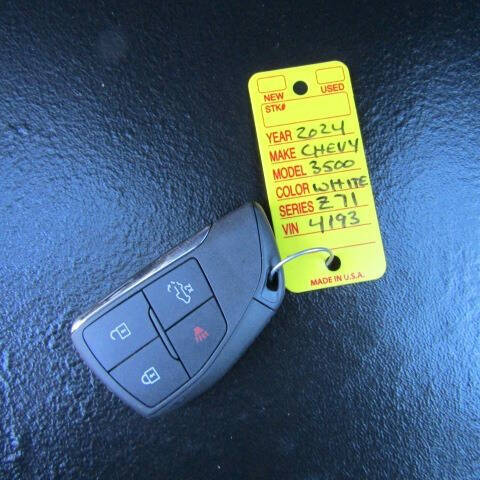 NEW USED
STK#
YEAR 2024
MAKE CHEVY
MODEL 3500
COLOR WHITE
SERIES Z71
VIN 4193
MADE IN U.S.A.